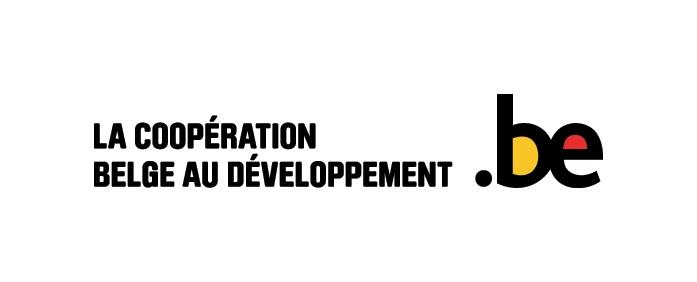 LA COOPÉRATION
BELGE AU DÉVELOPPEMENT .be